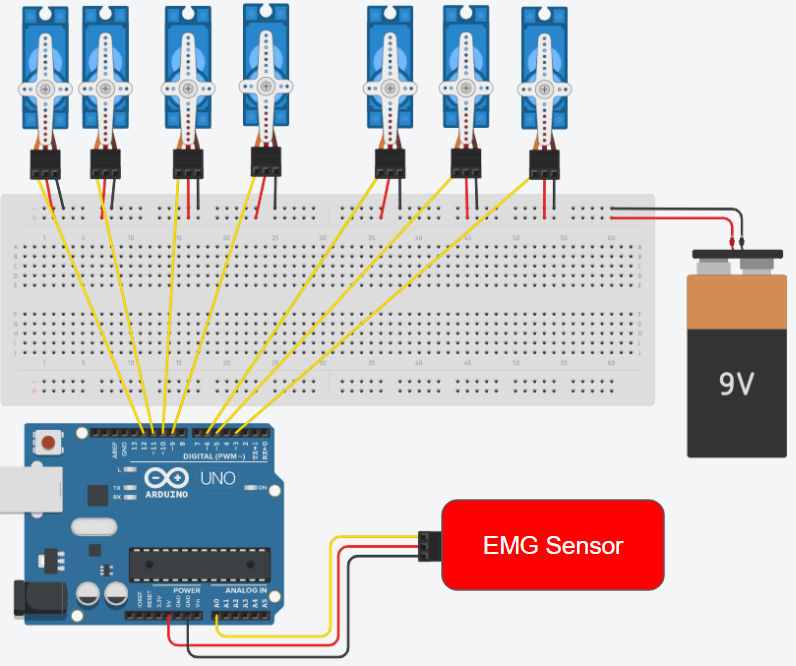 1 5 10 15 20 25 30 35 40 45 50 55 60
A
B
C
D
E
F
G
H
I
J
1 5 10 15 20 25 30 35 40 45 50 55 60
9V
AREF
GND
13
12
~11
~10
~9
8
7
~6
~5
4
~3
2
TX→1
RX←0
DIGITAL (PWM~)
L
TX
RX
UNO
ON
ARDUINO
EMG Sensor
POWER
ANALOG IN
IOREF
RESET
3.3V
5V
GND
GND
Vin
A0
A1
A2
A3
A4
A5